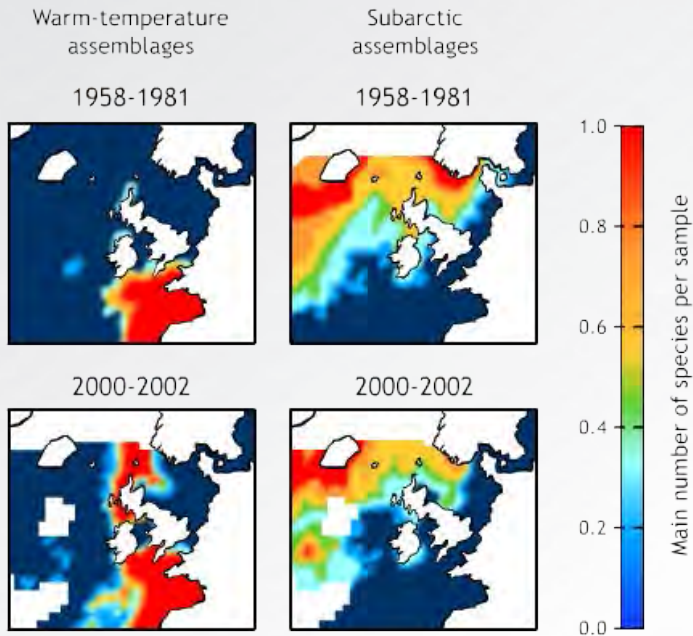 Warm-temperature
assemblages
Subarctic
assemblages
1958-1981
1958-1981
2000-2002
2000-2002
1.0
0.8
0.6
0.4
0.2
0.0
Main number of species per sample